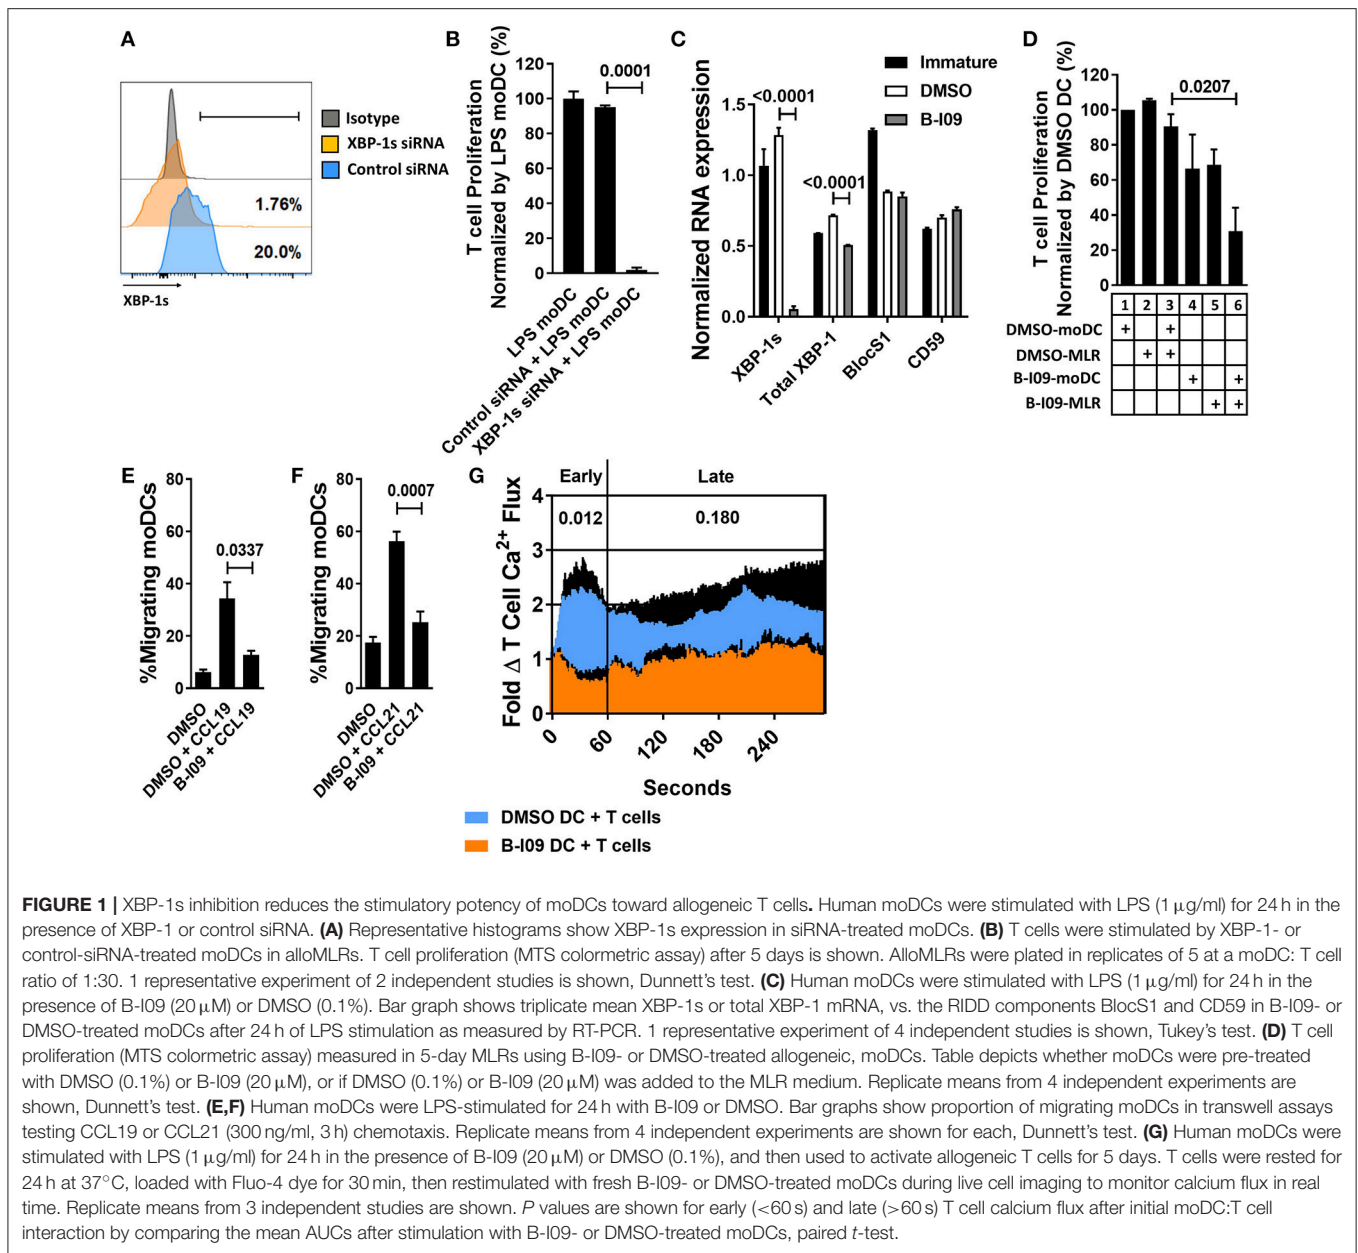 A
Isotype
XBP-1s siRNA
Control siRNA
1.76%
20.0%
XBP-1s
B
T cell Proliferation
Normalized by LPS moDC (%)
120
100
80
60
40
20
0
0.0001
LPS moDC
Control siRNA + LPS moDC
XBP-1s siRNA + LPS moDC
C
Immature
DMSO
B-I09
Normalized RNA expression
1.5
1.0
0.5
0.0
<0.0001
<0.0001
XBP-1s
Total XBP-1
BlocS1
CD59
D
T cell Proliferation
Normalized by DMSO DC (%)
120
100
80
60
40
20
0
0.0207
1 2 3 4 5 6
DMSO-moDC + +
DMSO-MLR + +
B-I09-moDC + +
B-I09-MLR + +
E
%Migrating moDCs
80
60
40
20
0
0.0337
DMSO
DMSO + CCL19
B-I09 + CCL19
F
%Migrating moDCs
80
60
40
20
0
0.0007
DMSO
DMSO + CCL21
B-I09 + CCL21
G
Early
Late
Fold Δ T Cell Ca2+ Flux
4
3
2
1
0
0.012
0.180
0
60
120
180
240
Seconds
DMSO DC + T cells
B-I09 DC + T cells
FIGURE 1 | XBP-1s inhibition reduces the stimulatory potency of moDCs toward allogeneic T cells. Human moDCs were stimulated with LPS (1 μg/ml) for 24 h in the
presence of XBP-1 or control siRNA. (A) Representative histograms show XBP-1s expression in siRNA-treated moDCs. (B) T cells were stimulated by XBP-1- or
control-siRNA-treated moDCs in alloMLRs. T cell proliferation (MTS colormetric assay) after 5 days is shown. AlloMLRs were plated in replicates of 5 at a moDC: T cell
ratio of 1:30. 1 representative experiment of 2 independent studies is shown, Dunnett's test. (C) Human moDCs were stimulated with LPS (1 μg/ml) for 24 h in the
presence of B-I09 (20 μM) or DMSO (0.1%). Bar graph shows triplicate mean XBP-1s or total XBP-1 mRNA, vs. the RIDD components BlocS1 and CD59 in B-I09- or
DMSO-treated moDCs after 24 h of LPS stimulation as measured by RT-PCR. 1 representative experiment of 4 independent studies is shown, Tukey's test. (D) T cell
proliferation (MTS colormetric assay) measured in 5-day MLRs using B-I09- or DMSO-treated allogeneic, moDCs. Table depicts whether moDCs were pre-treated
with DMSO (0.1%) or B-I09 (20 μM), or if DMSO (0.1%) or B-I09 (20 μM) was added to the MLR medium. Replicate means from 4 independent experiments are
shown, Dunnett's test. (E,F) Human moDCs were LPS-stimulated for 24 h with B-I09 or DMSO. Bar graphs show proportion of migrating moDCs in transwell assays
testing CCL19 or CCL21 (300 ng/ml, 3 h) chemotaxis. Replicate means from 4 independent experiments are shown for each, Dunnett's test. (G) Human moDCs were
stimulated with LPS (1 μg/ml) for 24 h in the presence of B-I09 (20 μM) or DMSO (0.1%), and then used to activate allogeneic T cells for 5 days. T cells were rested for
24 h at 37°C, loaded with Fluo-4 dye for 30 min, then restimulated with fresh B-I09- or DMSO-treated moDCs during live cell imaging to monitor calcium flux in real
time. Replicate means from 3 independent studies are shown. P values are shown for early (<60 s) and late (>60 s) T cell calcium flux after initial moDC:T cell
interaction by comparing the mean AUCs after stimulation with B-I09- or DMSO-treated moDCs, paired t-test.